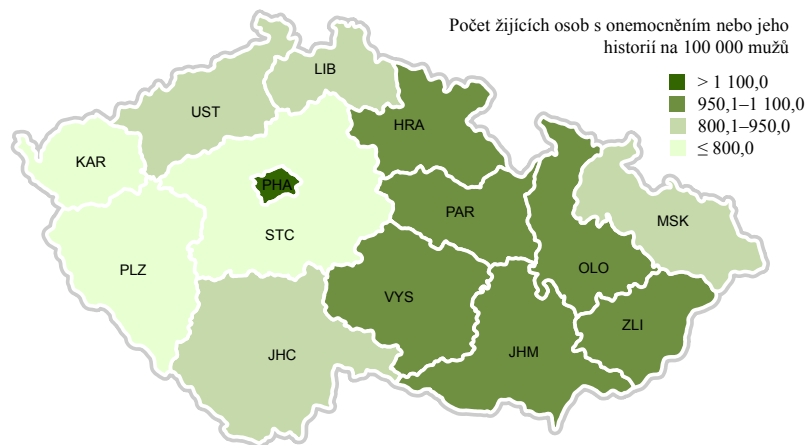 Počet žijících osob s onemocněním nebo jeho
historií na 100 000 mužů
> 1 100,0
950,1–1 100,0
800,1–950,0
≤ 800,0
LIB
UST
HRA
KAR
PHA
PAR
MSK
STC
PLZ
OLO
VYS
ZLI
JHC
JHM